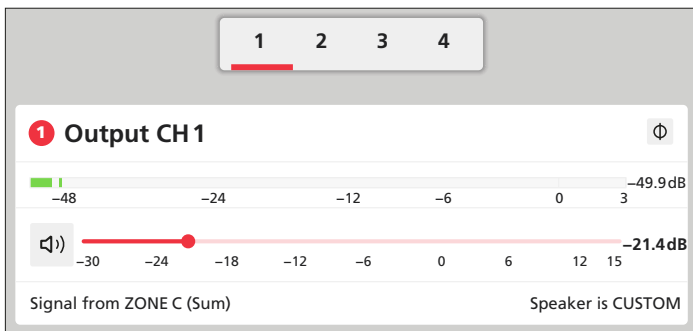 1 2 3 4
1 Output CH 1 Φ
–49.9 dB
–48 –24 –12 –6 0 3
–21.4 dB
–30 –24 –18 –12 –6 0 6 12 15
Signal from ZONE C (Sum) Speaker is CUSTOM